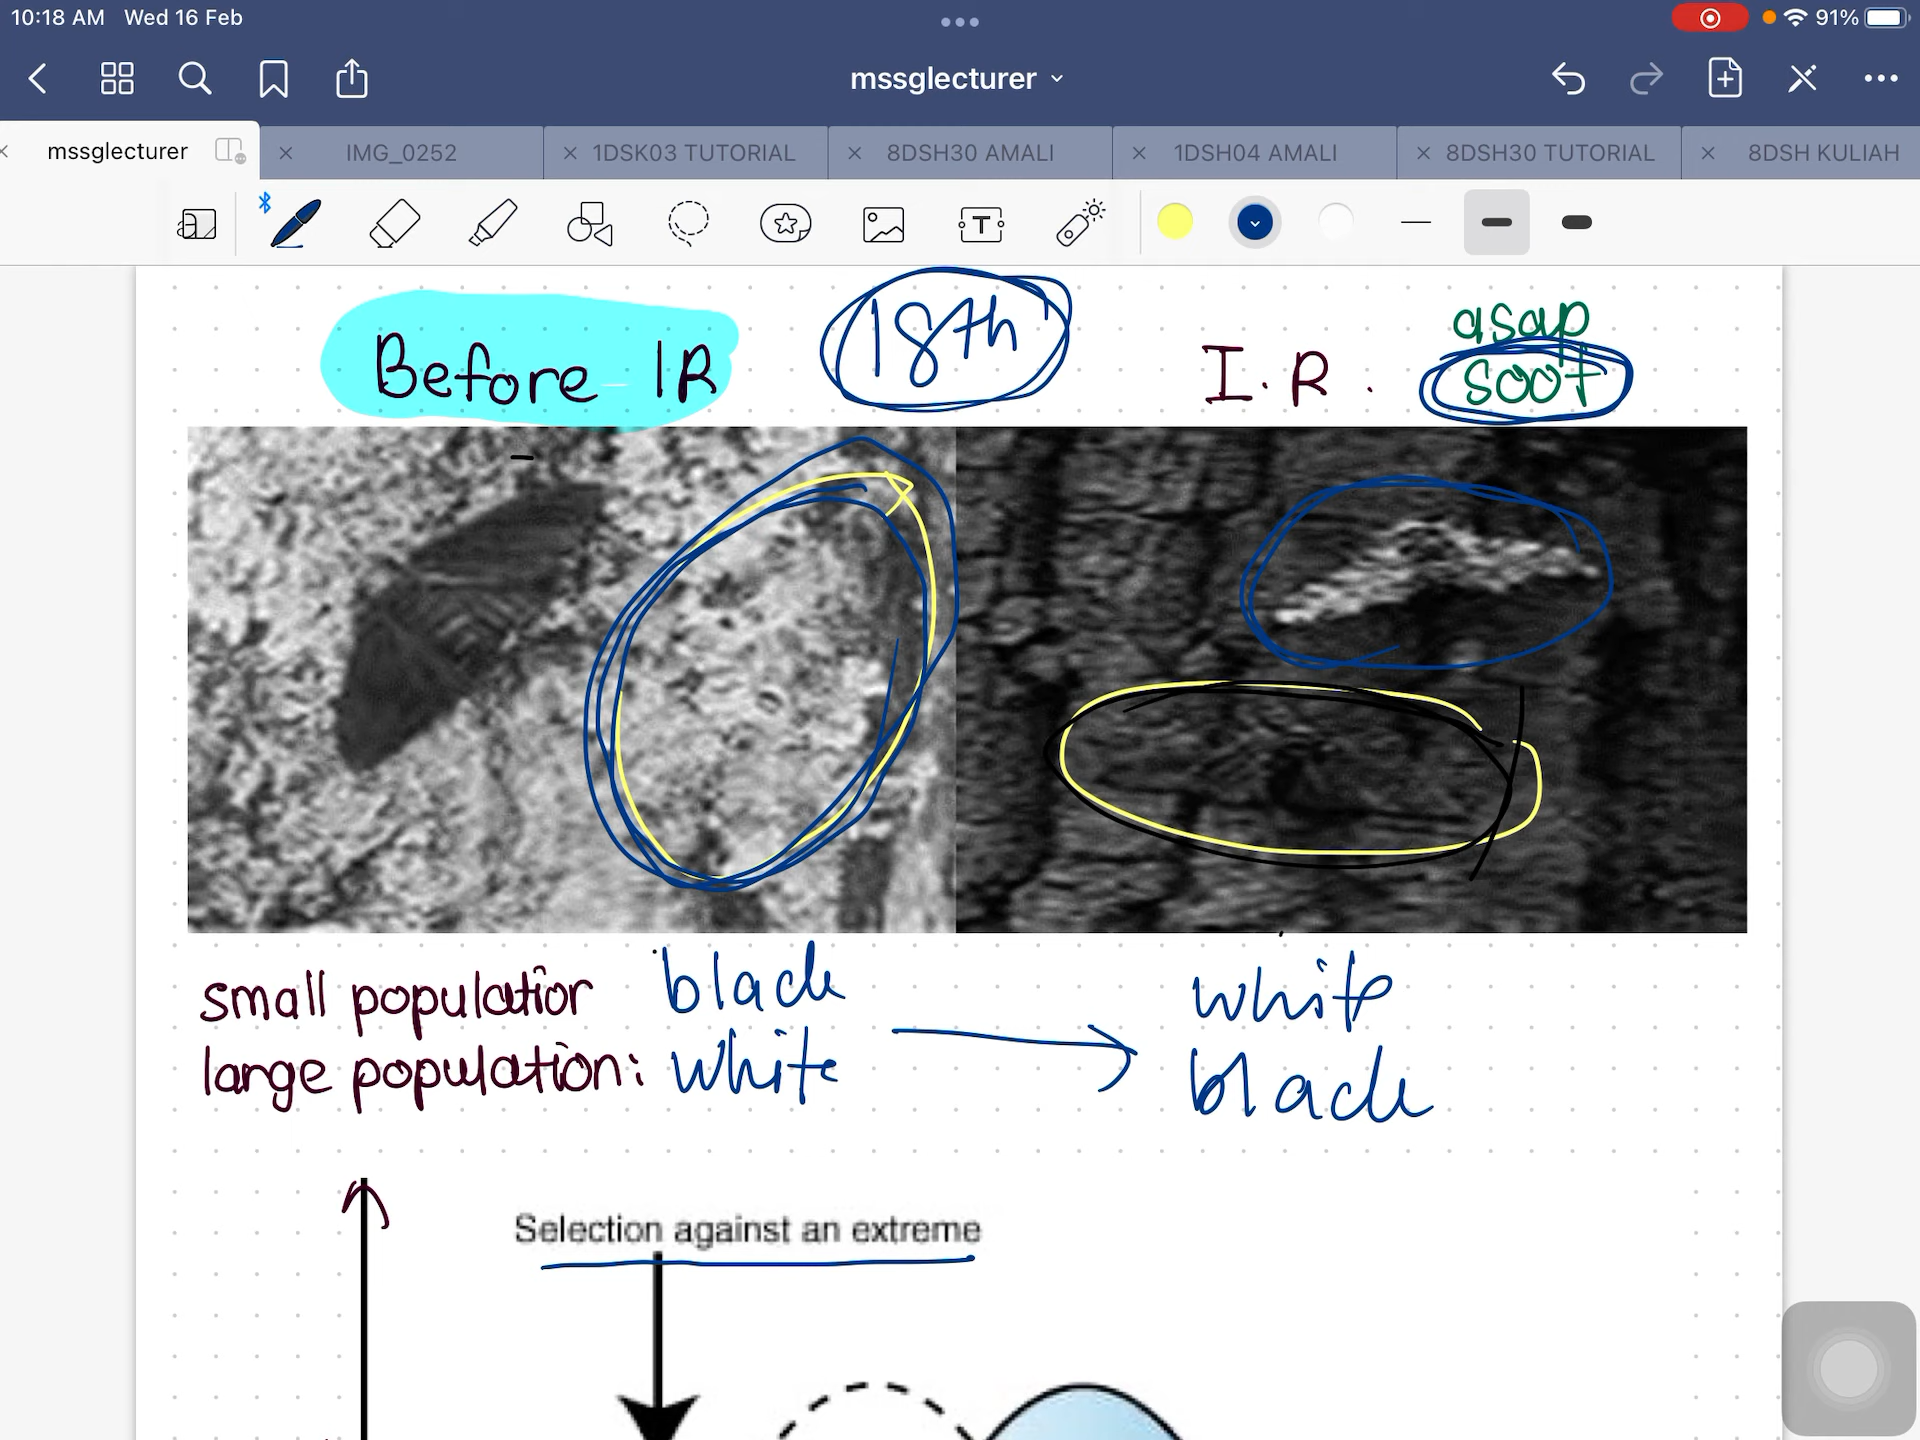 10:18 AM Wed 16 Feb
91%
mssglecturer
mssglecturer
IMG_0252
1DSK03 TUTORIAL
8DSH30 AMALI
1DSH04 AMALI
8DSH30 TUTORIAL
8DSH KULIAH
Before IR
18th
I.R.
asap
soot
small population black
white
large population: white
black
Selection against an extreme